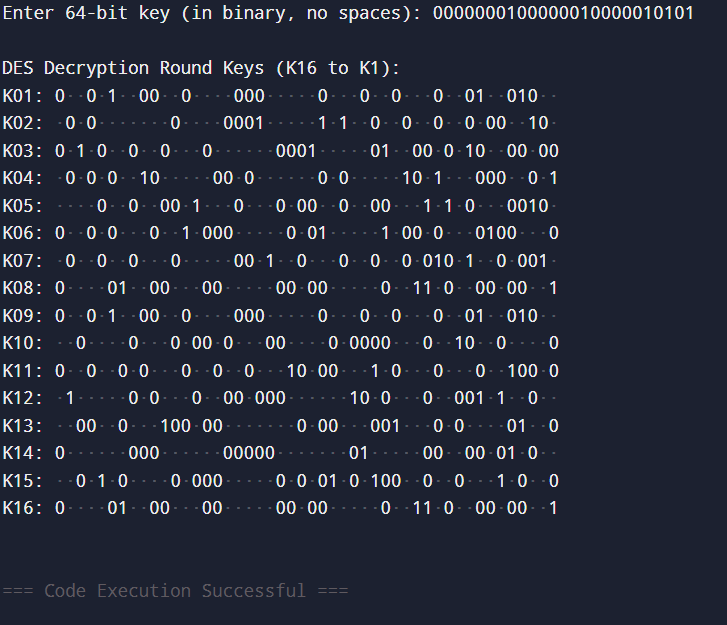 Enter 64-bit key (in binary, no spaces): 0000000100000010000010101
DES Decryption Round Keys (K16 to K1):
K01: 0··0·1··00··0····000·····0···0··0···0··01··010··
K02: ·0·0·······0····0001·····1·1··0··0··0··0·00··10·
K03: 0·1·0··0··0···0······0001·····01··00·0·10··00·00
K04: ·0·0·0··10·····00·0······0·0·····10·1···000··0·1
K05: ····0··0··00·1···0···0·00··0··00···1·1·0···0010·
K06: 0··0·0···0··1·000·····0·01·····1·00·0···0100···0
K07: ·0··0··0···0·····00·1··0···0··0··0·010·1··0·001·
K08: 0····01··00···00·····00·00·····0··11·0··00·00··1
K09: 0··0·1··00··0····000·····0···0··0···0··01··010··
K10: ··0····0···0·00·0···00····0·0000···0··10··0····0
K11: 0··0··0·0···0··0··0···10·00···1·0···0···0··100·0
K12: ·1·····0·0···0··00·000······10·0···0··001·1··0··
K13: ··00··0···100·00·······0·00···001···0·0····01··0
K14: 0······000······00000·······01·····00··00·01·0··
K15: ··0·1·0····0·000·····0·0·01·0·100··0··0···1·0··0
K16: 0····01··00···00·····00·00·····0··11·0··00·00··1
=== Code Execution Successful ===